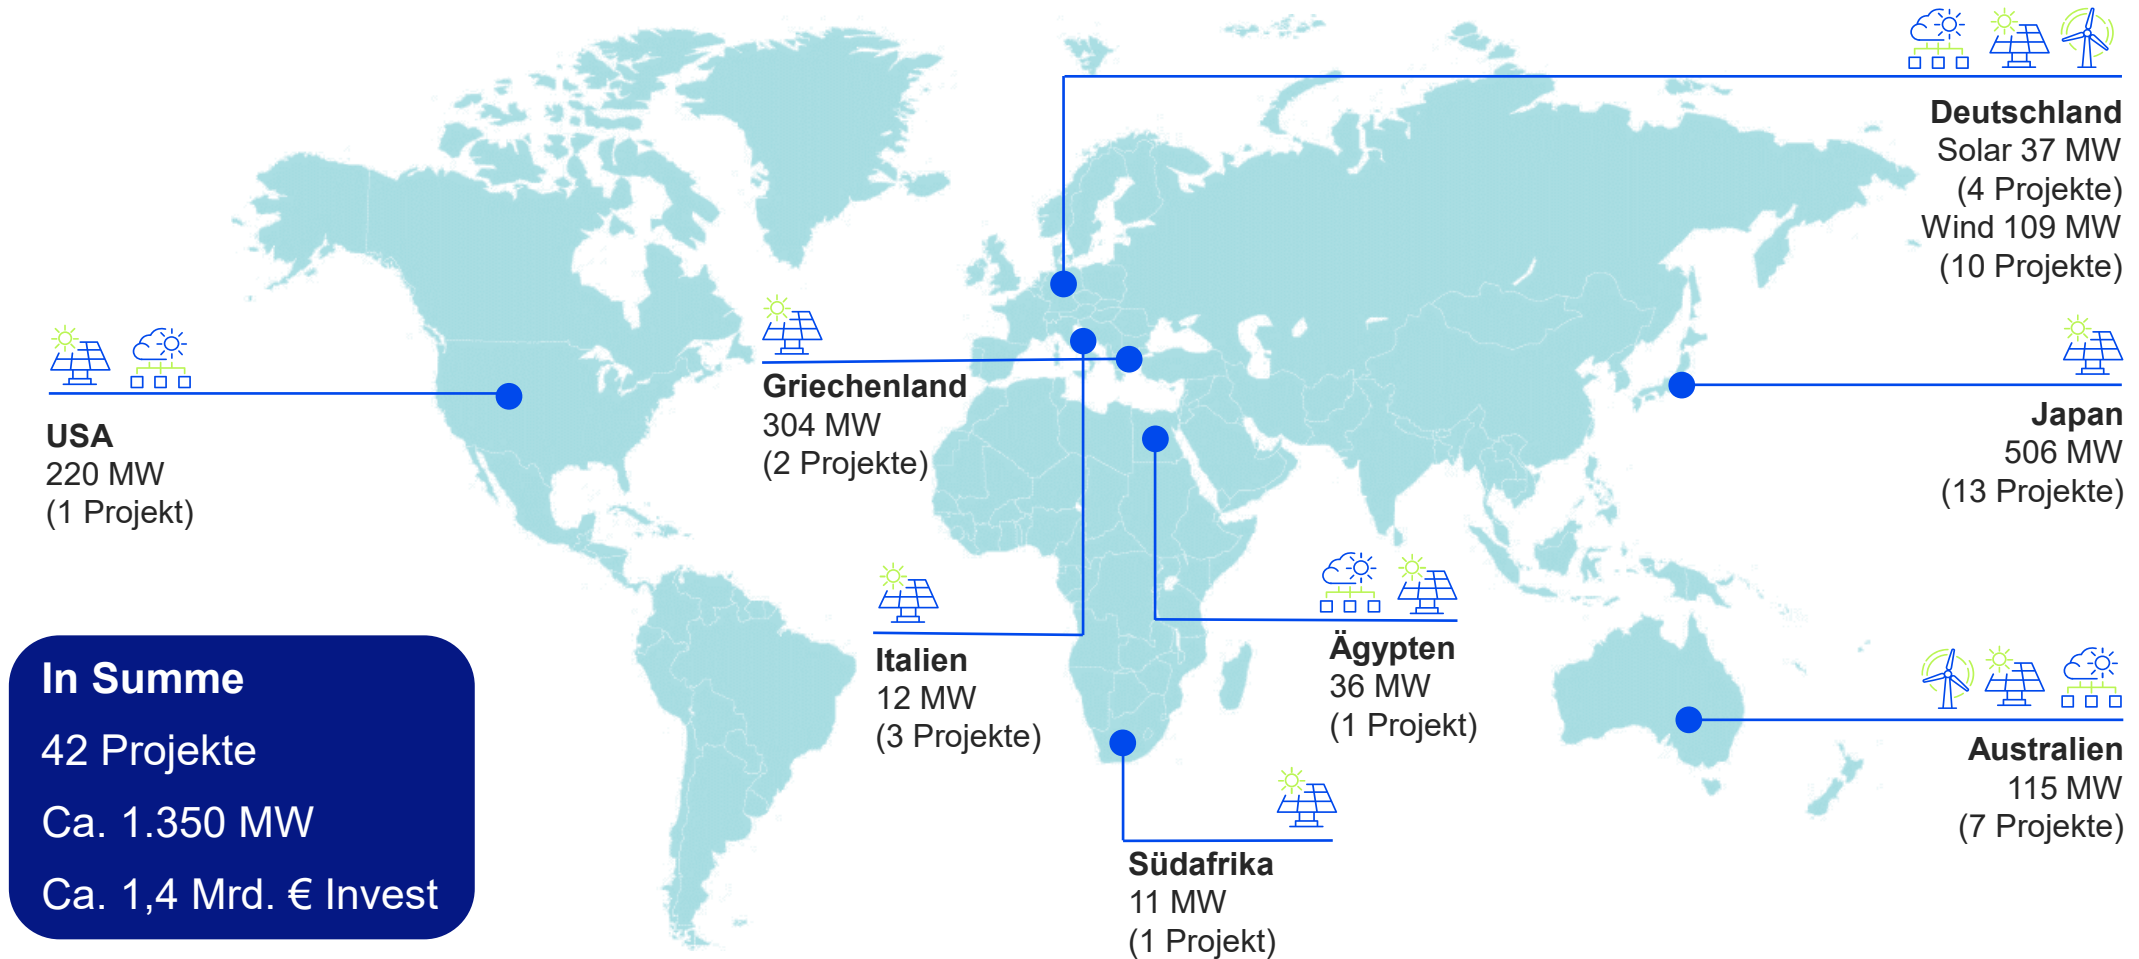 Deutschland
Solar 37 MW
(4 Projekte)
Wind 109 MW
(10 Projekte)
USA
220 MW
(1 Projekt)
Griechenland
304 MW
(2 Projekte)
Japan
506 MW
(13 Projekte)
Italien
12 MW
(3 Projekte)
Ägypten
36 MW
(1 Projekt)
Australien
115 MW
(7 Projekte)
Südafrika
11 MW
(1 Projekt)
In Summe
42 Projekte
Ca. 1.350 MW
Ca. 1,4 Mrd. € Invest